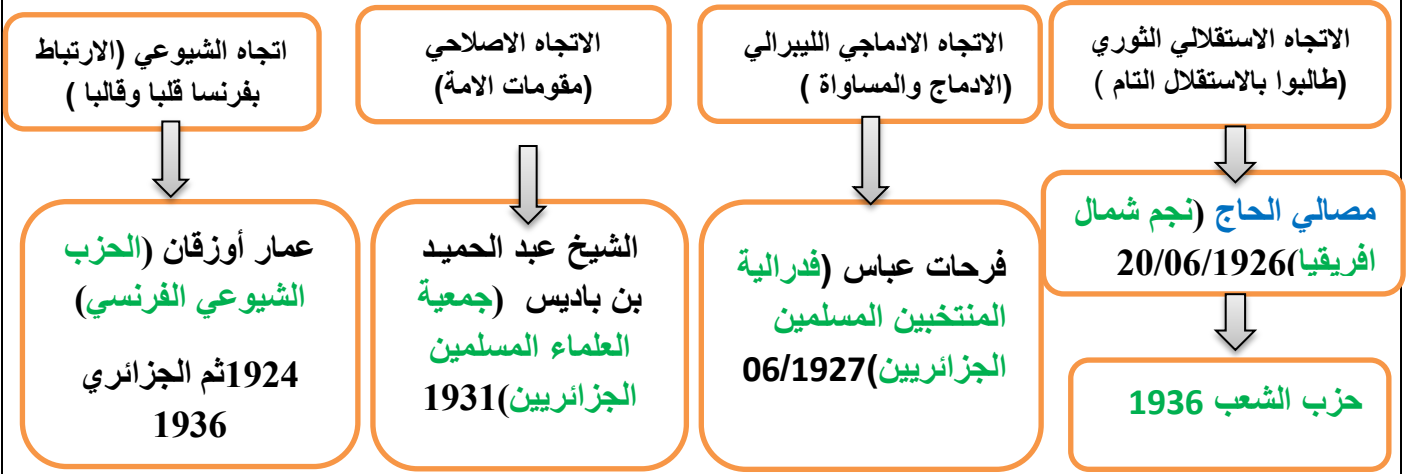 الاتجاه الاستقلالي الثوري
(طالبوا بالاستقلال التام )
مصالي الحاج (نجم شمال
افريقيا)20/06/1926
حزب الشعب 1936
الاتجاه الادماجي الليبرالي
(الادماج والمساواة )
فرحات عباس (فدرالية
المنتخبين المسلمين
الجزائريين)06/1927
الاتجاه الاصلاحي
(مقومات الامة)
الشيخ عبد الحميد
بن باديس (جمعية
العلماء المسلمين
الجزائريين)1931
اتجاه الشيوعي (الارتباط
بفرنسا قلبا وقالبا )
عمار أوزقان (الحزب
الشيوعي الفرنسي)
1924ثم الجزائري
1936